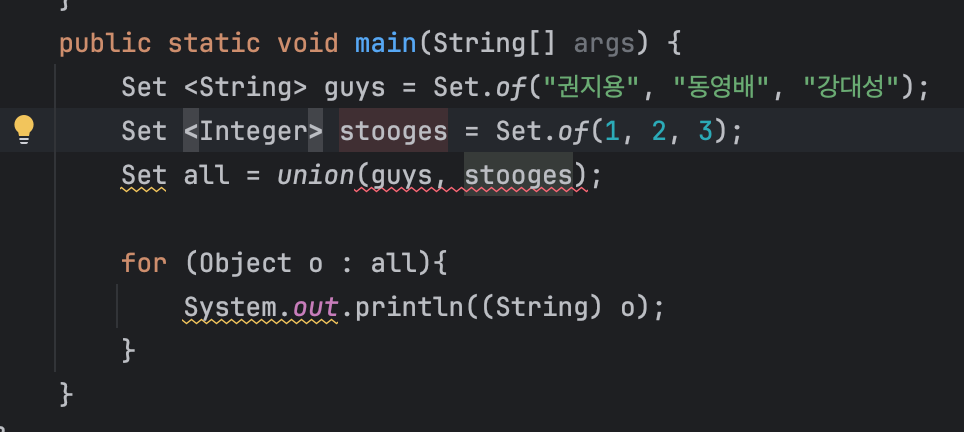 }
public static void main(String[] args) {
Set <String> guys = Set.of("권지용", "동영배", "강대성");
Set <Integer> stooges = Set.of(1, 2, 3);
Set all = union(guys, stooges);
for (Object o : all){
System.out.println((String) o);
}
}